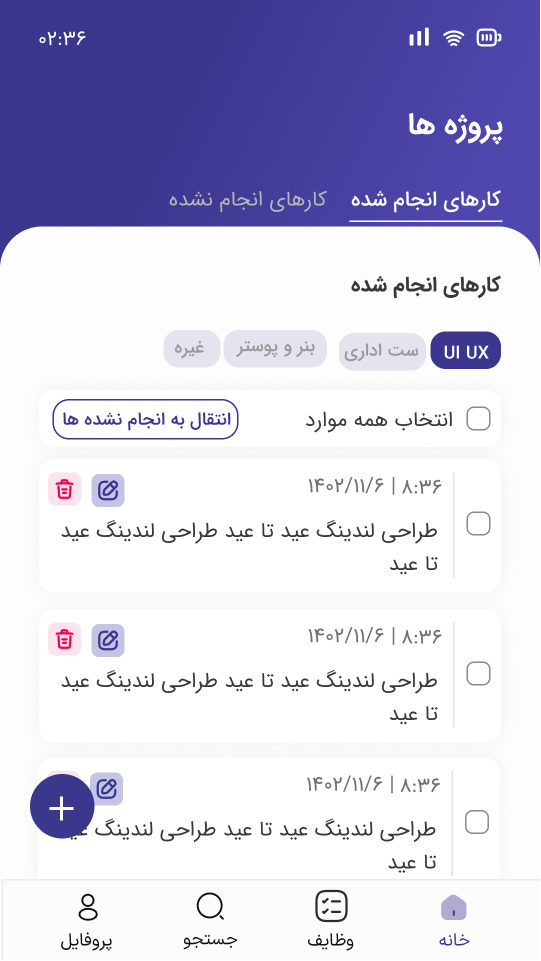 ۰۲:۳۶
پروژه ها
کارهای انجام شده
کارهای انجام نشده
کارهای انجام شده
UI UX
ست اداری
بنر و پوستر
غیره
انتخاب همه موارد
انتقال به انجام نشده ها
۸:۳۶ | ۱۴۰۲/۱۱/۶
طراحی لندینگ عید تا عید طراحی لندینگ عید
تا عید
۸:۳۶ | ۱۴۰۲/۱۱/۶
طراحی لندینگ عید تا عید طراحی لندینگ عید
تا عید
۸:۳۶ | ۱۴۰۲/۱۱/۶
طراحی لندینگ عید تا عید طراحی لندینگ
تا عید
خانه
وظایف
جستجو
پروفایل